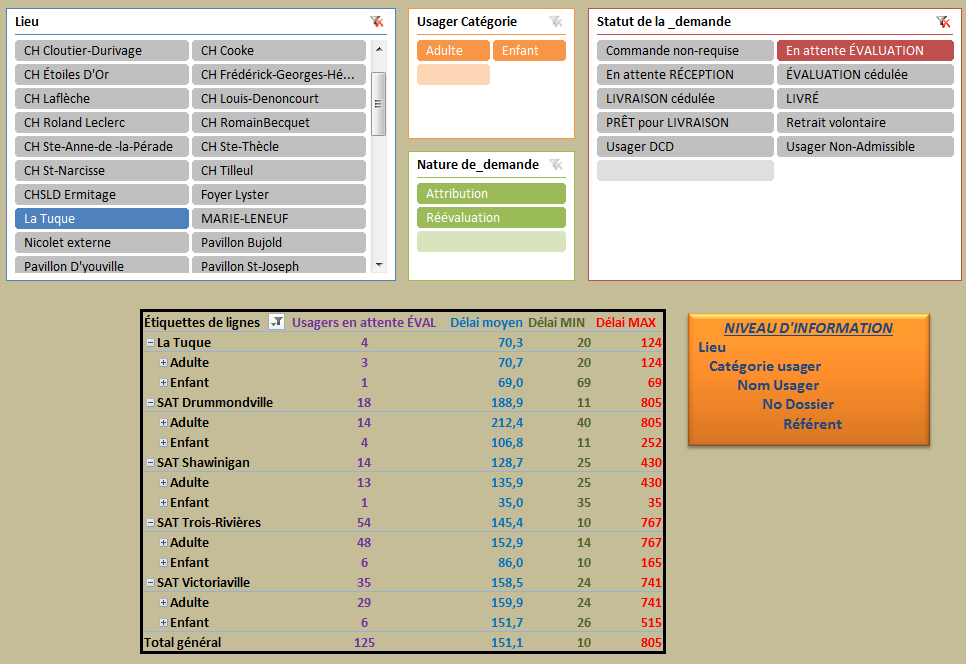 Lieu
CH Cloutier-Durivage CH Cooke
CH Étoiles D'Or CH Frédérick-Georges-Hé...
CH Laflèche CH Louis-Denoncourt
CH Roland Leclerc CH RomainBecquet
CH Ste-Anne-de -la-Pérade CH Ste-Thècle
CH St-Narcisse CH Tilleul
CHSLD Ermitage Foyer Lyster
La Tuque MARIE-LENEUF
Nicolet externe Pavillon Bujold
Pavillon D'youville Pavillon St-Joseph
Usager Catégorie
Adulte Enfant
Nature de_demande
Attribution
Réévaluation
Statut de la _demande
Commande non-requise En attente ÉVALUATION
En attente RÉCEPTION ÉVALUATION cédulée
LIVRAISON cédulée LIVRÉ
PRÊT pour LIVRAISON Retrait volontaire
Usager DCD Usager Non-Admissible
Étiquettes de lignes Usagers en attente ÉVAL Délai moyen Délai MIN Délai MAX
La Tuque 4 70,3 20 124
Adulte 3 70,7 20 124
Enfant 1 69,0 69 69
SAT Drummondville 18 188,9 11 805
Adulte 14 212,4 40 805
Enfant 4 106,8 11 252
SAT Shawinigan 14 128,7 25 430
Adulte 13 135,9 25 430
Enfant 1 35,0 35 35
SAT Trois-Rivières 54 145,4 10 767
Adulte 48 152,9 14 767
Enfant 6 86,0 10 165
SAT Victoriaville 35 158,5 24 741
Adulte 29 159,9 24 741
Enfant 6 151,7 26 515
Total général 125 151,1 10 805
NIVEAU D'INFORMATION
Lieu
Catégorie usager
Nom Usager
No Dossier
Référent